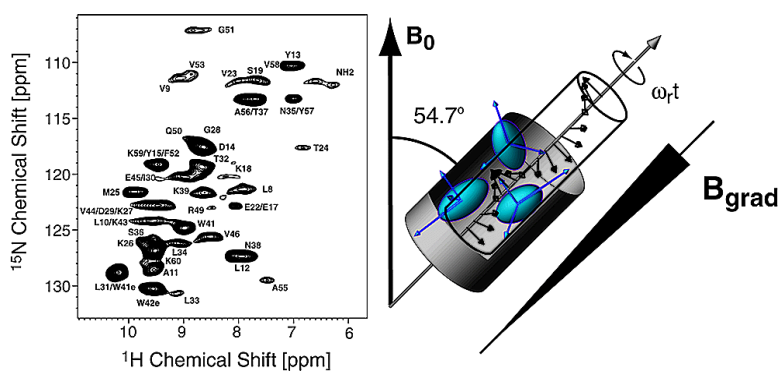 G51
110
V53
V58
Y13
V23
S19
NH2
V9
A56/T37
N35/Y57
115
Q50
G28
D14
T24
K59/Y15/F52
T32
120
K18
E45/I30
K39
L8
M25
R49
E22/E17
V44/D29/K27
L10/K43
W41
125
S36
V46
K26
L34
N38
K60
L12
A11
L31/W41e
A55
130
W42e
L33
10 9 8 7 6
15N Chemical Shift [ppm]
1H Chemical Shift [ppm]
B0
54.7º
ωrt
Bgrad